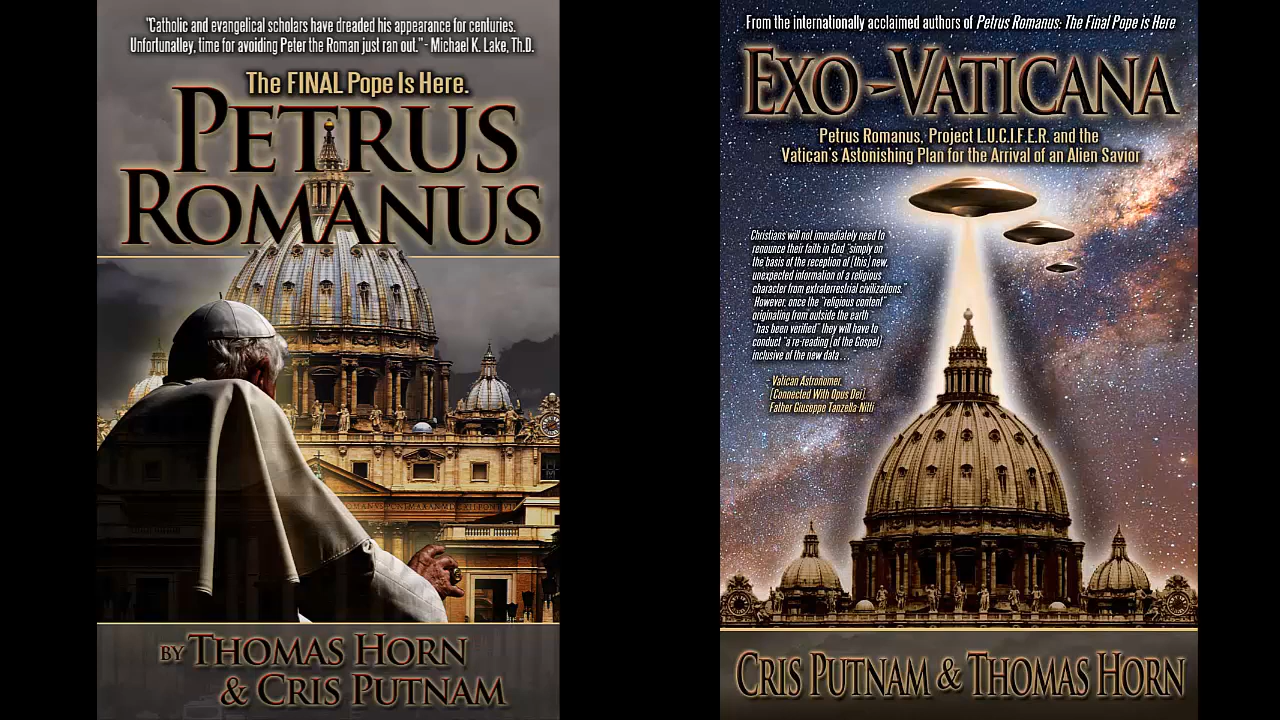 "Catholic and evangelical scholars have dreaded his appearance for centuries.
Unfortunalley, time for avoiding Peter the Roman just ran out." - Michael K. Lake, Th.D.
The FINAL Pope Is Here.
PETRUS
ROMANUS
BY THOMAS HORN
& CRIS PUTNAM
From the internationally acclaimed authors of Petrus Romanus: The Final Pope is Here
EXO-VATICANA
Petrus Romanus, Project L.U.C.I.F.E.R. and the
Vatican's Astonishing Plan for the Arrival of an Alien Savior
Christians will not immediately need to
renounce their faith in God "simply on
the basis of the reception of [this] new,
unexpected information of a religious
character from extraterrestrial civilizations.
However, once the "religious content"
originating from outside the earth
"has been verified" they will have to
conduct "a re-reading [of the Gospel]
inclusive of the new data . . .
- Vatican Astronomer,
[Connected With Opus Dei],
Father Giuseppe Tanzella-Nitti
CRIS PUTNAM & THOMAS HORN